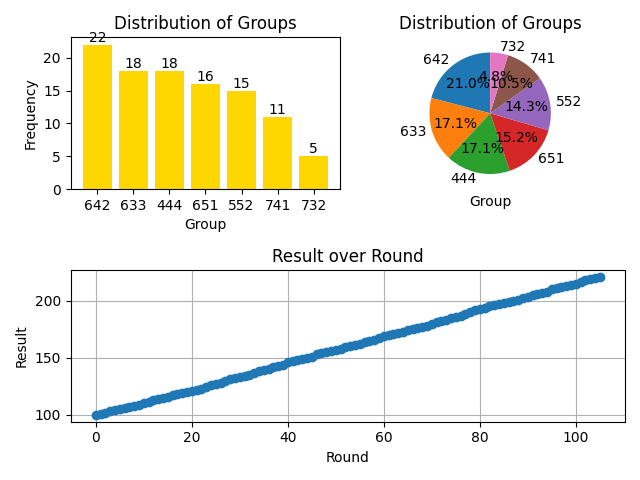 Distribution of Groups
22
18
18
16
15
11
5
Frequency
20
15
10
5
0
642 633 444 651 552 741 732
Group
Distribution of Groups
642
633
444
651
552
741
732
21.0%
17.1%
17.1%
15.2%
14.3%
10.5%
4.8%
Group
Result over Round
Result
200
150
100
0 20 40 60 80 100
Round